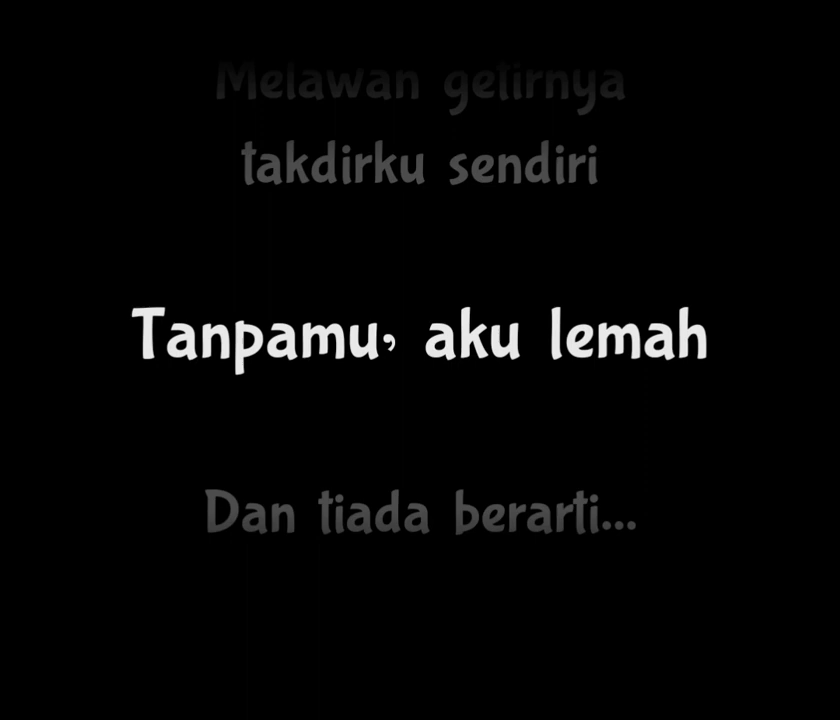 Melawan getirnya
takdirku sendiri
Tanpamu, aku lemah
Dan tiada berarti...